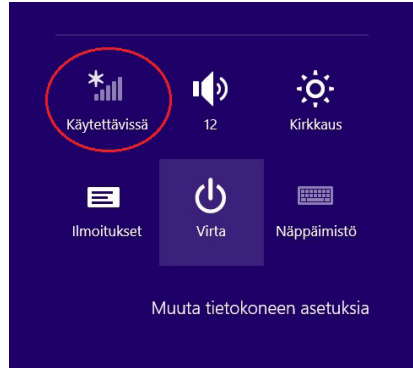 Käytettävissä
12
Kirkkaus
Ilmoitukset
Virta
Näppäimistö
Muuta tietokoneen asetuksia